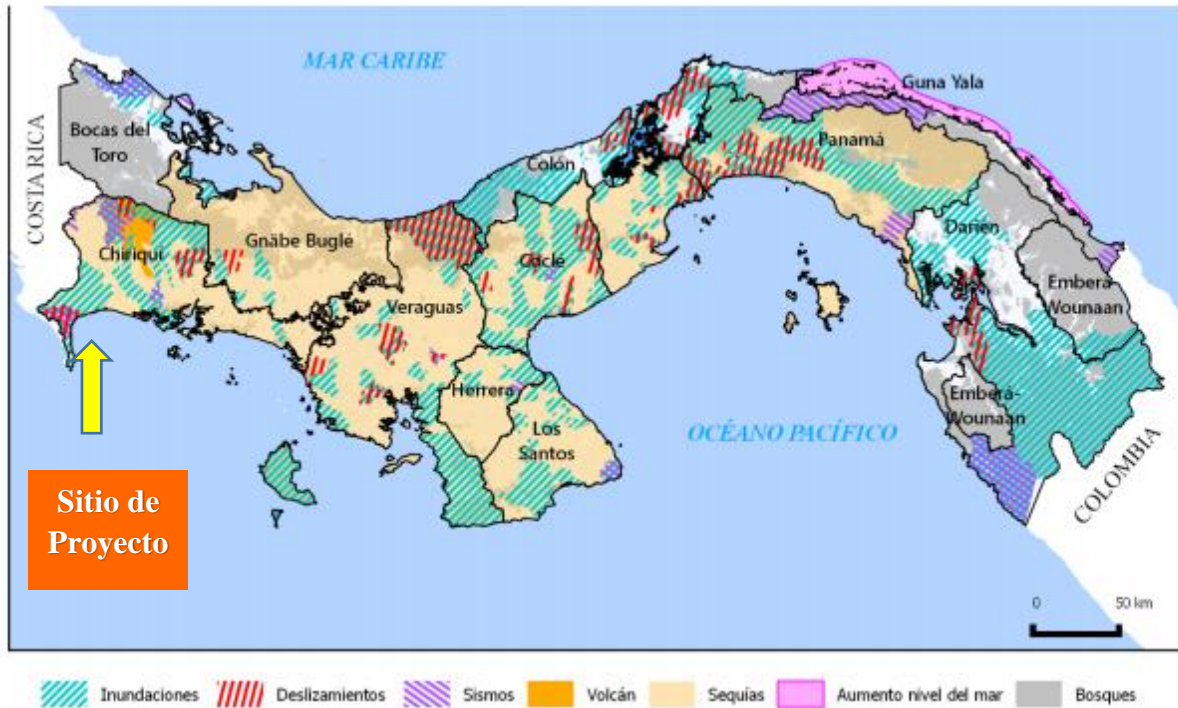 MAR CARIBE
Guna Yala
COSTA RICA
Bocas del
Toro
Panamá
Colón
Gnäbe Buglé
Chiriquí
Coclé
Darién
Veraguas
Emberá
Wounaan
Herrera
Emberá-
Wounaan
Los
Santos
OCÉANO PACÍFICO
COLOMBIA
Sitio de
Proyecto
0 50 km
Inundaciones Deslizamientos Sismos Volcán Sequías Aumento nivel del mar Bosques